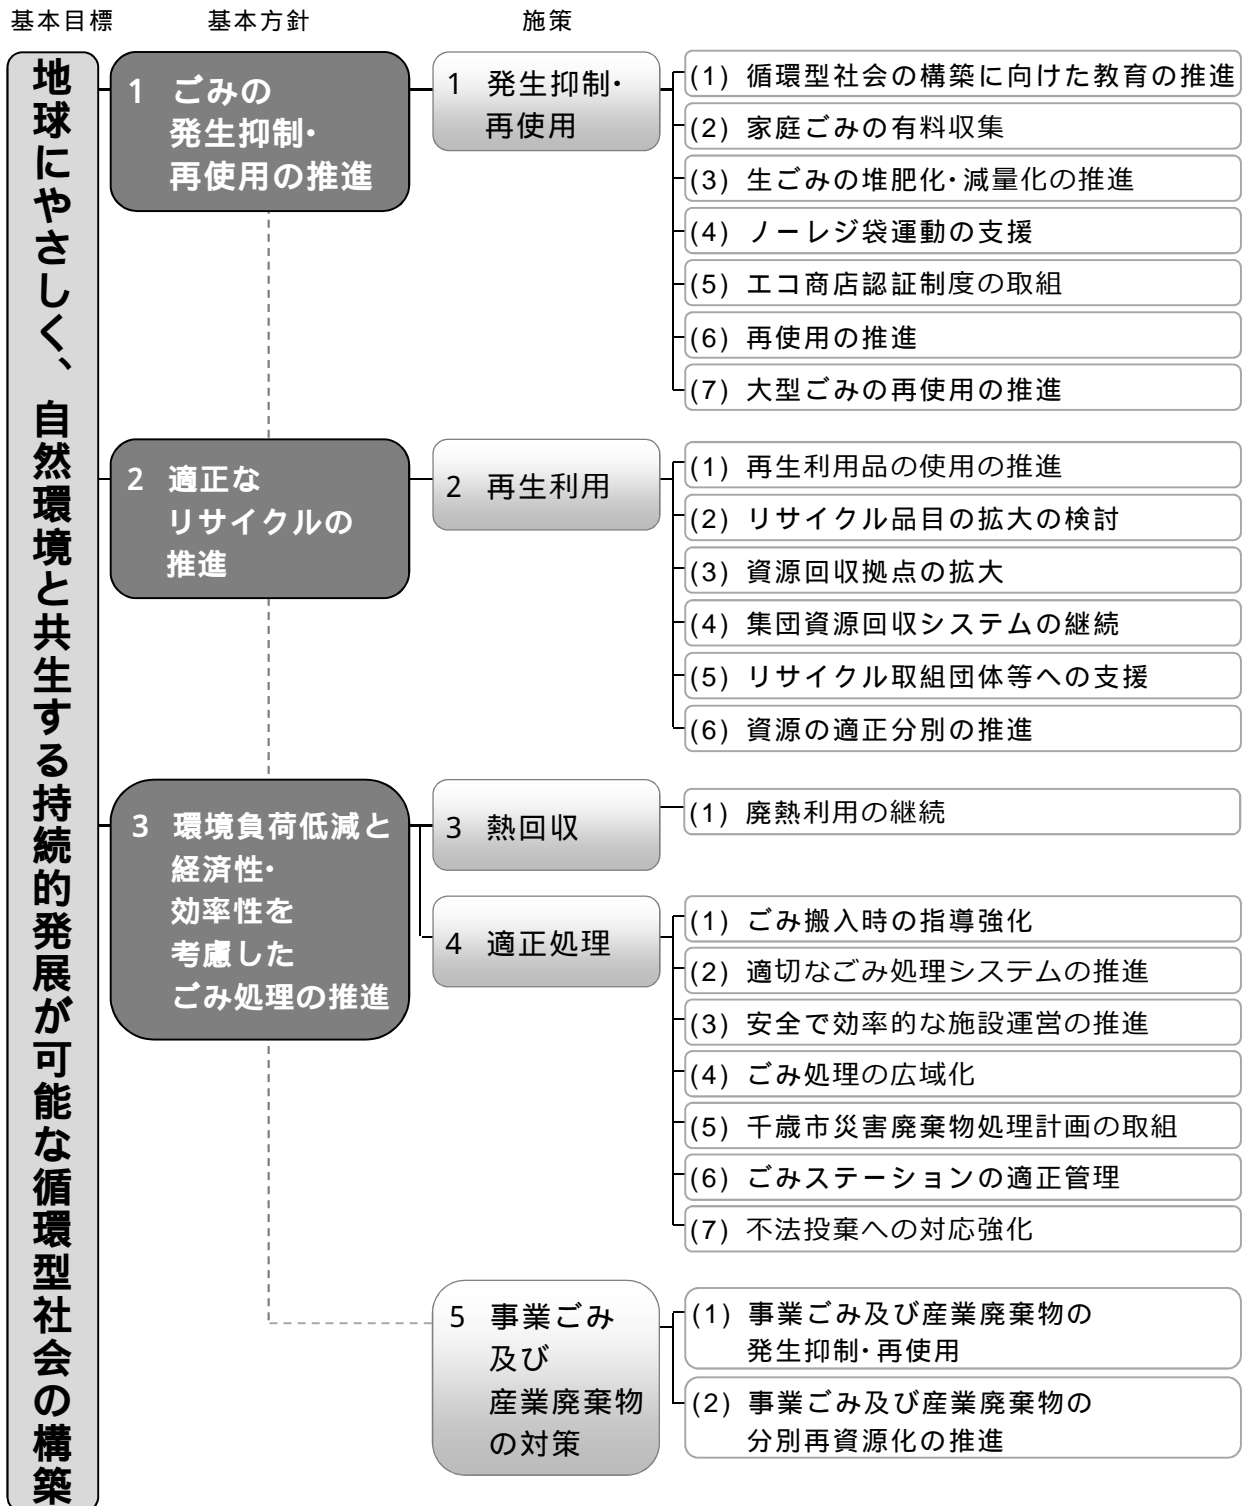 基本目標
基本方針
施策
地球にやさしく、自然環境と共生する持続的発展が可能な循環型社会の構築
1 ごみの
発生抑制・
再使用の推進
1 発生抑制・
再使用
(1) 循環型社会の構築に向けた教育の推進
(2) 家庭ごみの有料収集
(3) 生ごみの堆肥化・減量化の推進
(4) ノーレジ袋運動の支援
(5) エコ商店認証制度の取組
(6) 再使用の推進
(7) 大型ごみの再使用の推進
2 適正な
リサイクルの
推進
2 再生利用
(1) 再生利用品の使用の推進
(2) リサイクル品目の拡大の検討
(3) 資源回収拠点の拡大
(4) 集団資源回収システムの継続
(5) リサイクル取組団体等への支援
(6) 資源の適正分別の推進
3 環境負荷低減と
経済性・
効率性を
考慮した
ごみ処理の推進
3 熱回収
(1) 廃熱利用の継続
4 適正処理
(1) ごみ搬入時の指導強化
(2) 適切なごみ処理システムの推進
(3) 安全で効率的な施設運営の推進
(4) ごみ処理の広域化
(5) 千歳市災害廃棄物処理計画の取組
(6) ごみステーションの適正管理
(7) 不法投棄への対応強化
5 事業ごみ
及び
産業廃棄物
の対策
(1) 事業ごみ及び産業廃棄物の
発生抑制・再使用
(2) 事業ごみ及び産業廃棄物の
分別再資源化の推進